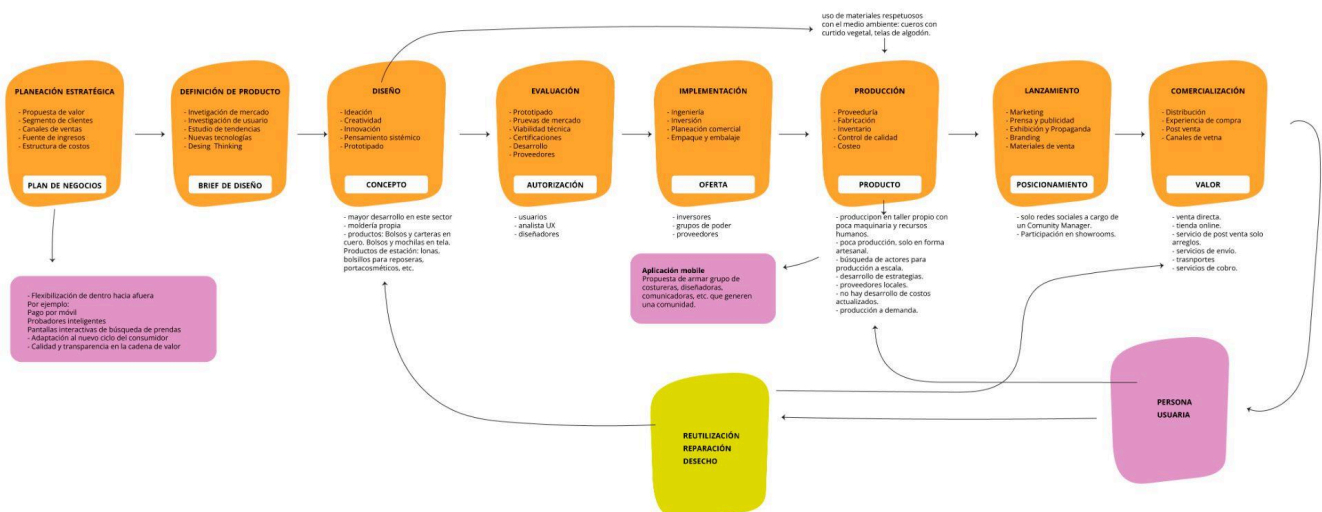 uso de materiales respetuosos
con el medio ambiente: cueros con
curtido vegetal, telas de algodón.
PLANEACIÓN ESTRATÉGICA
- Propuesta de valor
- Segmento de clientes
- Canales de ventas
- Fuente de ingresos
- Estructura de costos
PLAN DE NEGOCIOS
DEFINICIÓN DE PRODUCTO
- Invetigación de mercado
- Investigación de usuario
- Estudio de tendencias
- Nuevas tecnologías
- Desing Thinking
BRIEF DE DISEÑO
DISEÑO
- Ideación
- Creatividad
- Innovación
- Pensamiento sistémico
- Prototipado
CONCEPTO
EVALUACIÓN
- Prototipado
- Pruevas de mercado
- Viabilidad técnica
- Certificaciones
- Desarrollo
- Proveedores
AUTORIZACIÓN
IMPLEMENTACIÓN
- Ingeniería
- Inversión
- Planeación comercial
- Empaque y embalaje
OFERTA
PRODUCCIÓN
- Proveeduría
- Fabricación
- Inventario
- Control de calidad
- Costeo
PRODUCTO
LANZAMIENTO
- Marketing
- Prensa y publicidad
- Exhibición y Propaganda
- Branding
- Materiales de venta
POSICIONAMIENTO
COMERCIALIZACIÓN
- Distribución
- Experiencia de compra
- Post venta
- Canales de vetna
VALOR
- mayor desarrollo en este sector
- moldería propia
- productos: Bolsos y carteras en
cuero. Bolsos y mochilas en tela.
Productos de estación: lonas,
bolsillos para reposeras,
portacosméticos, etc.
- usuarios
- analista UX
- diseñadores
- inversores
- grupos de poder
- proveedores
- produccipon en taller propio con
poca maquinaria y recursos
humanos.
- poca producción, solo en forma
artesanal.
- búsqueda de actores para
producción a escala.
- desarrollo de estrategias.
- proveedores locales.
- no hay desarrollo de costos
actualizados.
- producción a demanda.
- solo redes sociales a cargo de
un Comunity Manager.
- Participación en showrooms.
- venta directa.
- tienda online.
- servicio de post venta solo
arreglos.
- servicios de envío.
- trasnportes
- servicios de cobro.
- Flexibilización de dentro hacia afuera
Por ejemplo:
Pago por móvil
Probadores inteligentes
Pantallas interactivas de búsqueda de prendas
- Adaptación al nuevo ciclo del consumidor
- Calidad y transparencia en la cadena de valor
Aplicación mobile
Propuesta de armar grupo de
costureras, diseñadoras,
comunicadoras, etc. que generen
una comunidad.
REUTILIZACIÓN
REPARACIÓN
DESECHO
PERSONA
USUARIA